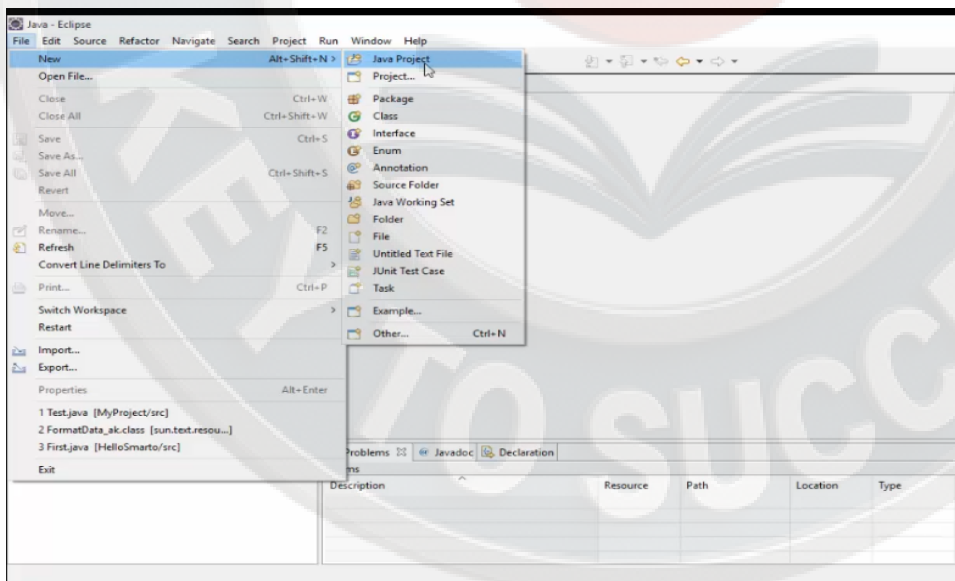 Java - Eclipse
File Edit Source Refactor Navigate Search Project Run Window Help
New Alt+Shift+N >
Open File...
Close Ctrl+W
Close All Ctrl+Shift+W
Save Ctrl+S
Save As...
Save All Ctrl+Shift+S
Revert
Move...
Rename... F2
Refresh F5
Convert Line Delimiters To >
Print... Ctrl+P
Switch Workspace >
Restart
Import...
Export...
Properties Alt+Enter
1 Test.java [MyProject/src]
2 FormatData_ak.class [sun.text.resou...]
3 First.java [HelloSmarto/src]
Exit
Java Project
Project...
Package
Class
Interface
Enum
Annotation
Source Folder
Java Working Set
Folder
File
Untitled Text File
JUnit Test Case
Task
Example...
Other... Ctrl+N
Problems Javadoc Declaration
ms
Description Resource Path Location Type
KEY TO SUCC